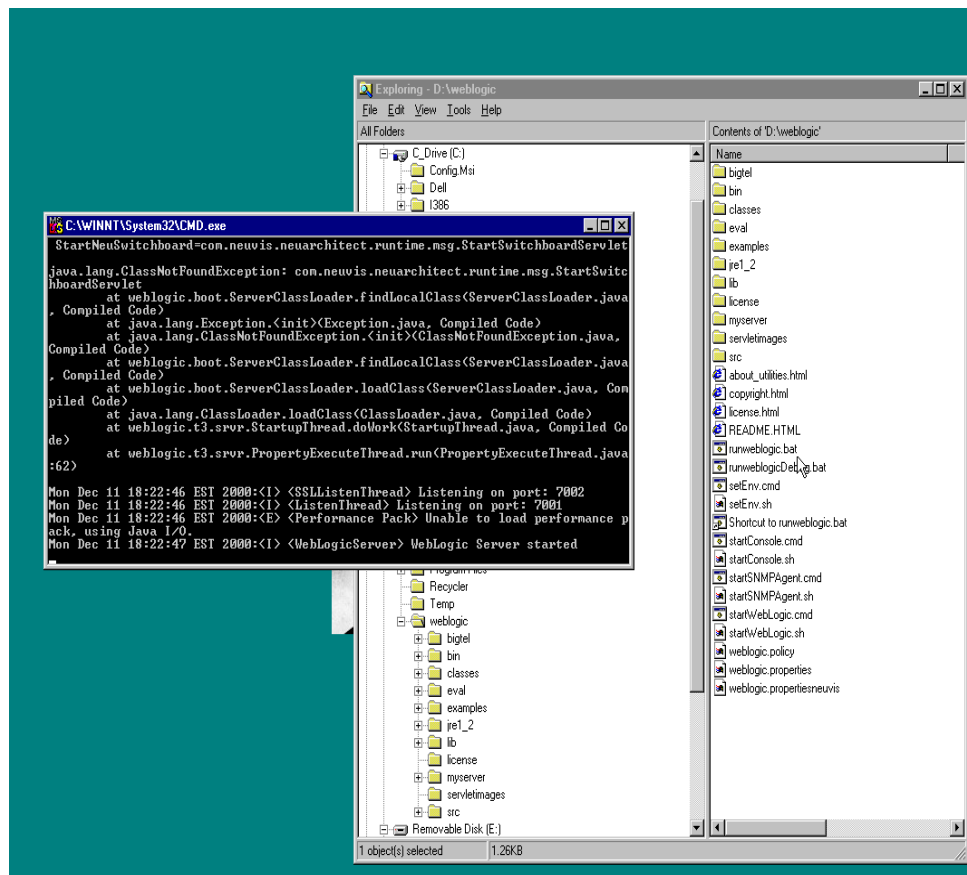 Exploring - D:\weblogic
File Edit View Tools Help
All Folders
Contents of 'D:\weblogic'
C_Drive (C:)
Config.Msi
Dell
I386
Name
bigtel
bin
classes
eval
examples
jre1_2
lib
license
myserver
servletimages
src
about_utilities.html
copyright.html
license.html
README.HTML
runweblogic.bat
runweblogicDebug.bat
setEnv.cmd
setEnv.sh
Shortcut to runweblogic.bat
startConsole.cmd
startConsole.sh
startSNMPAgent.cmd
startSNMPAgent.sh
startWebLogic.cmd
startWebLogic.sh
weblogic.policy
weblogic.properties
weblogic.propertiesneuvis
C:\WINNT\System32\CMD.exe
StartNeuSwitchboard=com.neuvis.neuarchitect.runtime.msg.StartSwitchboardServlet
java.lang.ClassNotFoundException: com.neuvis.neuarchitect.runtime.msg.StartSwitc
hboardServlet
at weblogic.boot.ServerClassLoader.findLocalClass(ServerClassLoader.java
, Compiled Code)
at java.lang.Exception.<init>(Exception.java, Compiled Code)
at java.lang.ClassNotFoundException.<init>(ClassNotFoundException.java,
Compiled Code)
at weblogic.boot.ServerClassLoader.findLocalClass(ServerClassLoader.java
, Compiled Code)
at weblogic.boot.ServerClassLoader.loadClass(ServerClassLoader.java, Com
piled Code)
at java.lang.ClassLoader.loadClass(ClassLoader.java, Compiled Code)
at weblogic.t3.srvr.StartupThread.doWork(StartupThread.java, Compiled Co
de)
at weblogic.t3.srvr.PropertyExecuteThread.run(PropertyExecuteThread.java
:62)
Mon Dec 11 18:22:46 EST 2000:<I> <SSLListenThread> Listening on port: 7002
Mon Dec 11 18:22:46 EST 2000:<I> <ListenThread> Listening on port: 7001
Mon Dec 11 18:22:46 EST 2000:<E> <Performance Pack> Unable to load performance p
ack, using Java I/O.
Mon Dec 11 18:22:47 EST 2000:<I> <WebLogicServer> WebLogic Server started
Program Files
Recycler
Temp
weblogic
bigtel
bin
classes
eval
examples
jre1_2
lib
license
myserver
servletimages
src
Removable Disk (E:)
1 object(s) selected
1.26KB